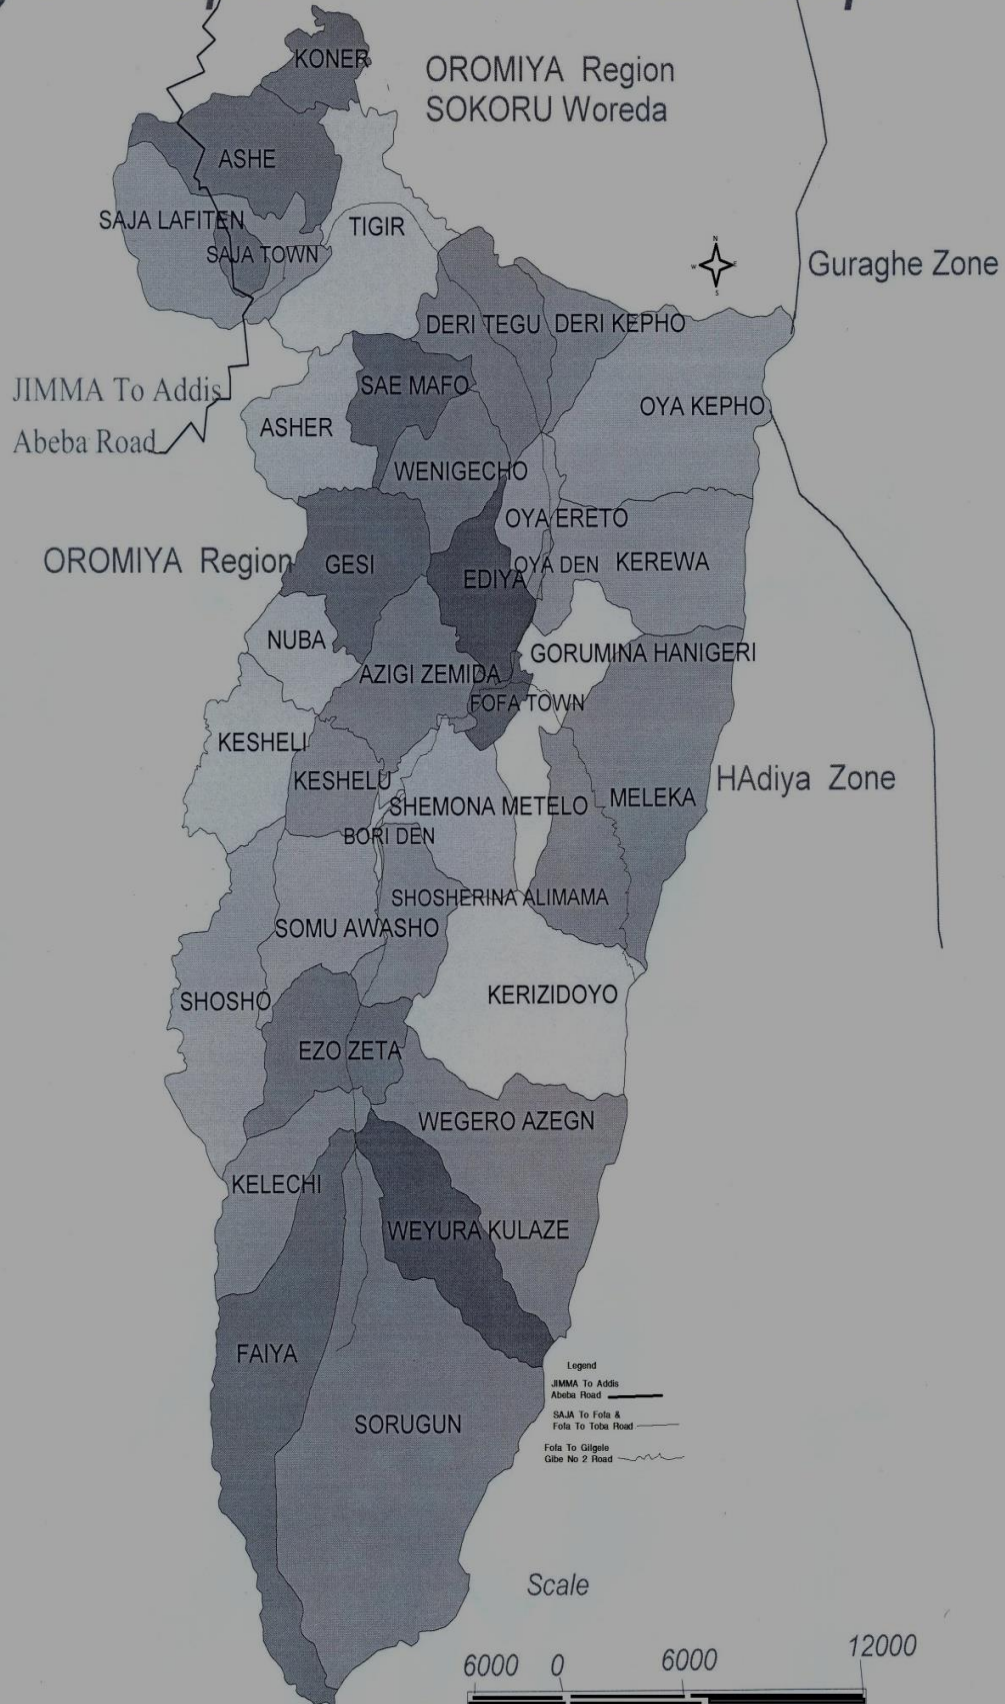 KONER
OROMIYA Region
SOKORU Woreda
ASHE
SAJA LAFITEN
TIGIR
SAJA TOWN
N
W
E
S
Guraghe Zone
DERI TEGU
DERI KEPHO
JIMMA To Addis
Abeba Road
SAE MAFO
OYA KEPHO
ASHER
WENIGECHO
OYA ERETO
OROMIYA Region
GESI
EDIYA
OYA DEN
KEREWA
NUBA
GORUMINA HANIGERI
AZIGI ZEMIDA
FOFA TOWN
KESHELI
KESHELU
HAdiya Zone
SHEMONA METELO
MELEKA
BORI DEN
SHOSHERINA ALIMAMA
SOMU AWASHO
SHOSHO
KERIZIDOYO
EZO ZETA
WEGERO AZEGN
KELECHI
WEYURA KULAZE
FAIYA
SORUGUN
Legend
JIMMA To Addis
Abeba Road
SAJA To Fofa &
Fofa To Toba Road
Fofa To Gilgele
Gibe No 2 Road
Scale
6000 0 6000 12000